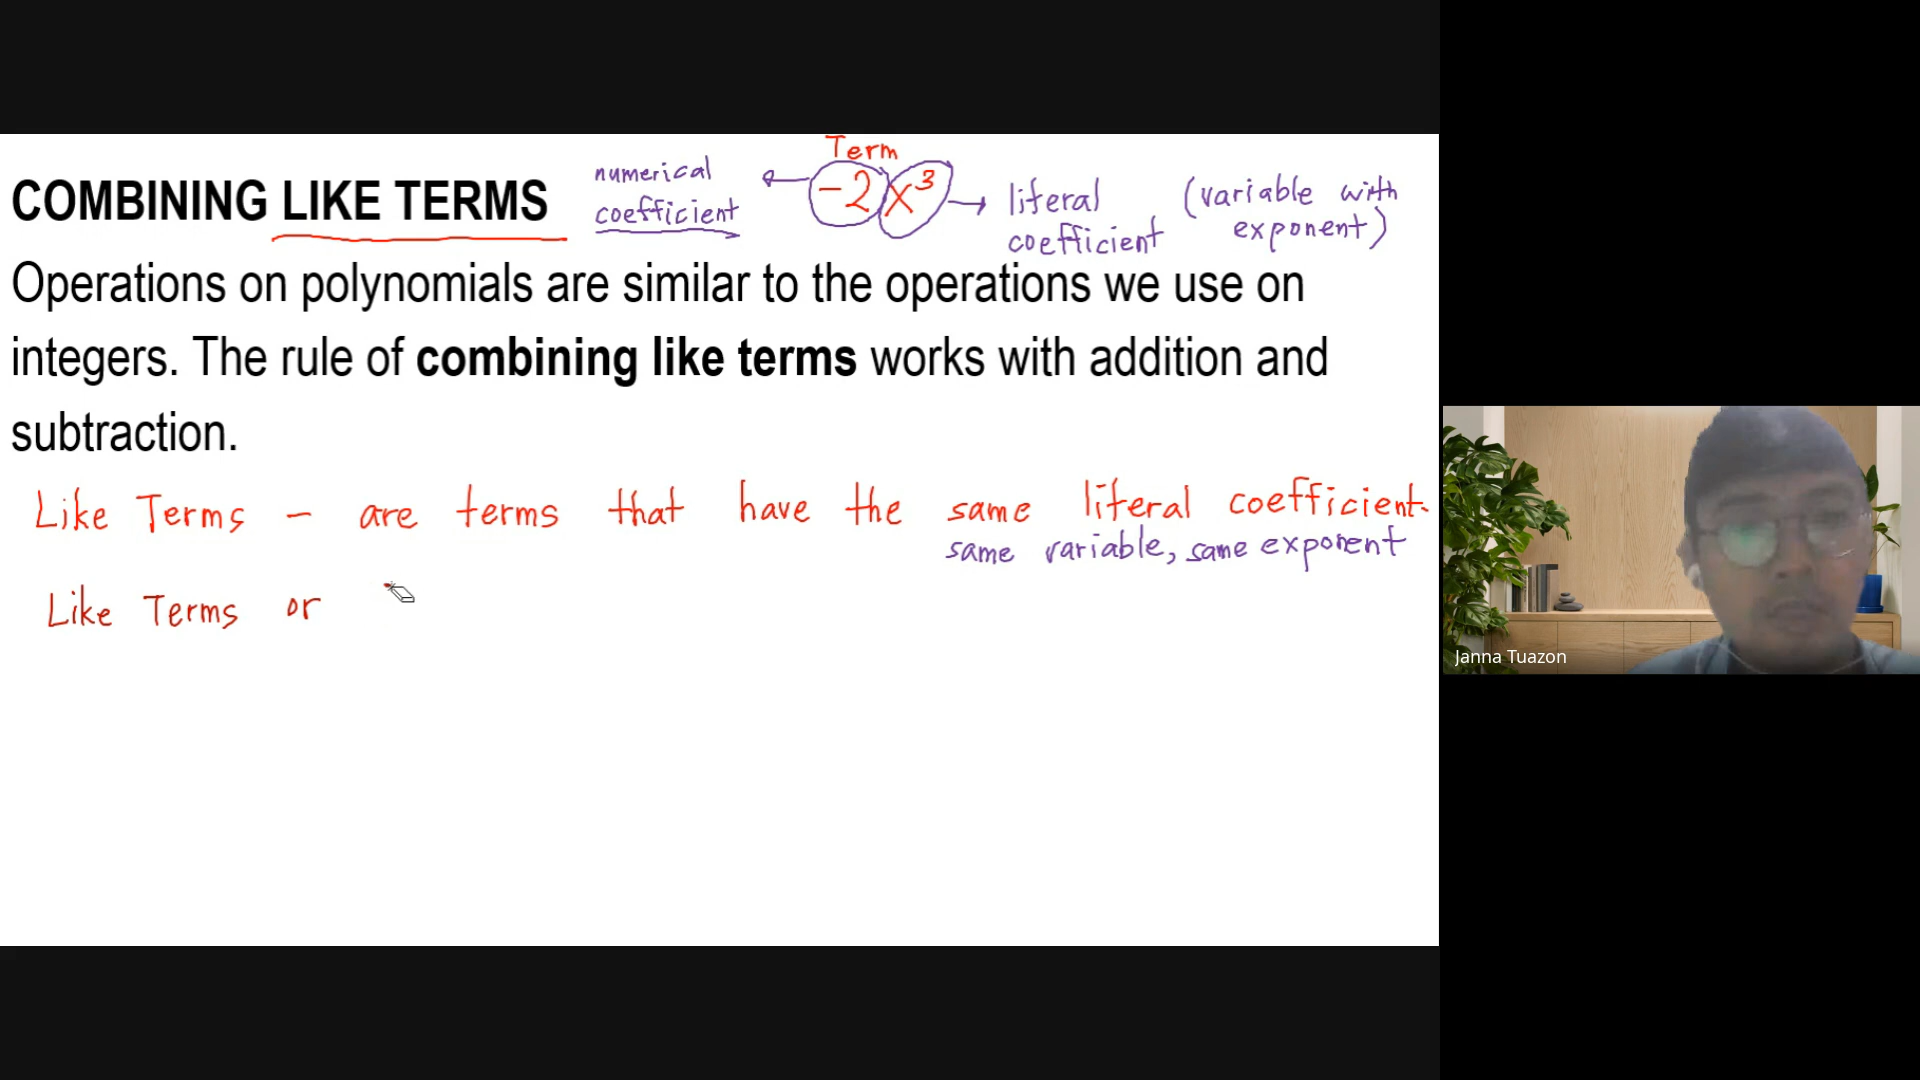 Term
COMBINING LIKE TERMS
numerical
coefficient
-2x³
literal
coefficient
(variable with
exponent)
Operations on polynomials are similar to the operations we use on
integers. The rule of combining like terms works with addition and
subtraction.
Like Terms - are terms that have the same literal coefficient.
same variable, same exponent
Like Terms or
Janna Tuazon